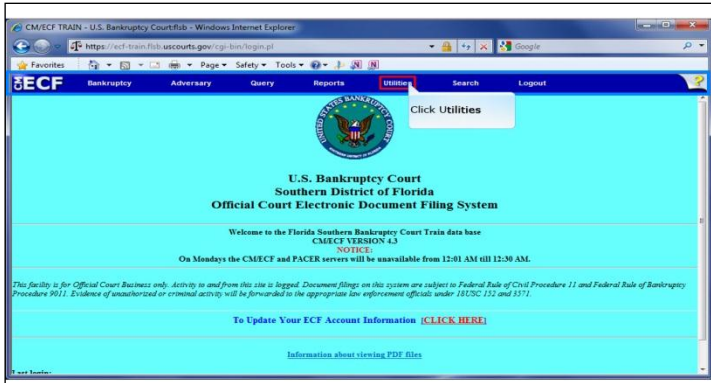 CM/ECF TRAIN - U.S. Bankruptcy Court:flsb - Windows Internet Explorer
https://ecf-train.flsb.uscourts.gov/cgi-bin/login.pl
Google
Favorites Page Safety Tools
ECF Bankruptcy Adversary Query Reports Utilities Search Logout
Click Utilities
U.S. Bankruptcy Court
Southern District of Florida
Official Court Electronic Document Filing System
Welcome to the Florida Southern Bankruptcy Court Train data base
CM/ECF VERSION 4.3
NOTICE:
On Mondays the CM/ECF and PACER servers will be unavailable from 12:01 AM till 12:30 AM.
This facility is for Official Court Business only. Activity to and from this site is logged. Document filings on this system are subject to Federal Rule of Civil Procedure 11 and Federal Rule of Bankruptcy
Procedure 9011. Evidence of unauthorized or criminal activity will be forwarded to the appropriate law enforcement officials under 18USC 152 and 3571.
To Update Your ECF Account Information [CLICK HERE]
Information about viewing PDF files
Last login: